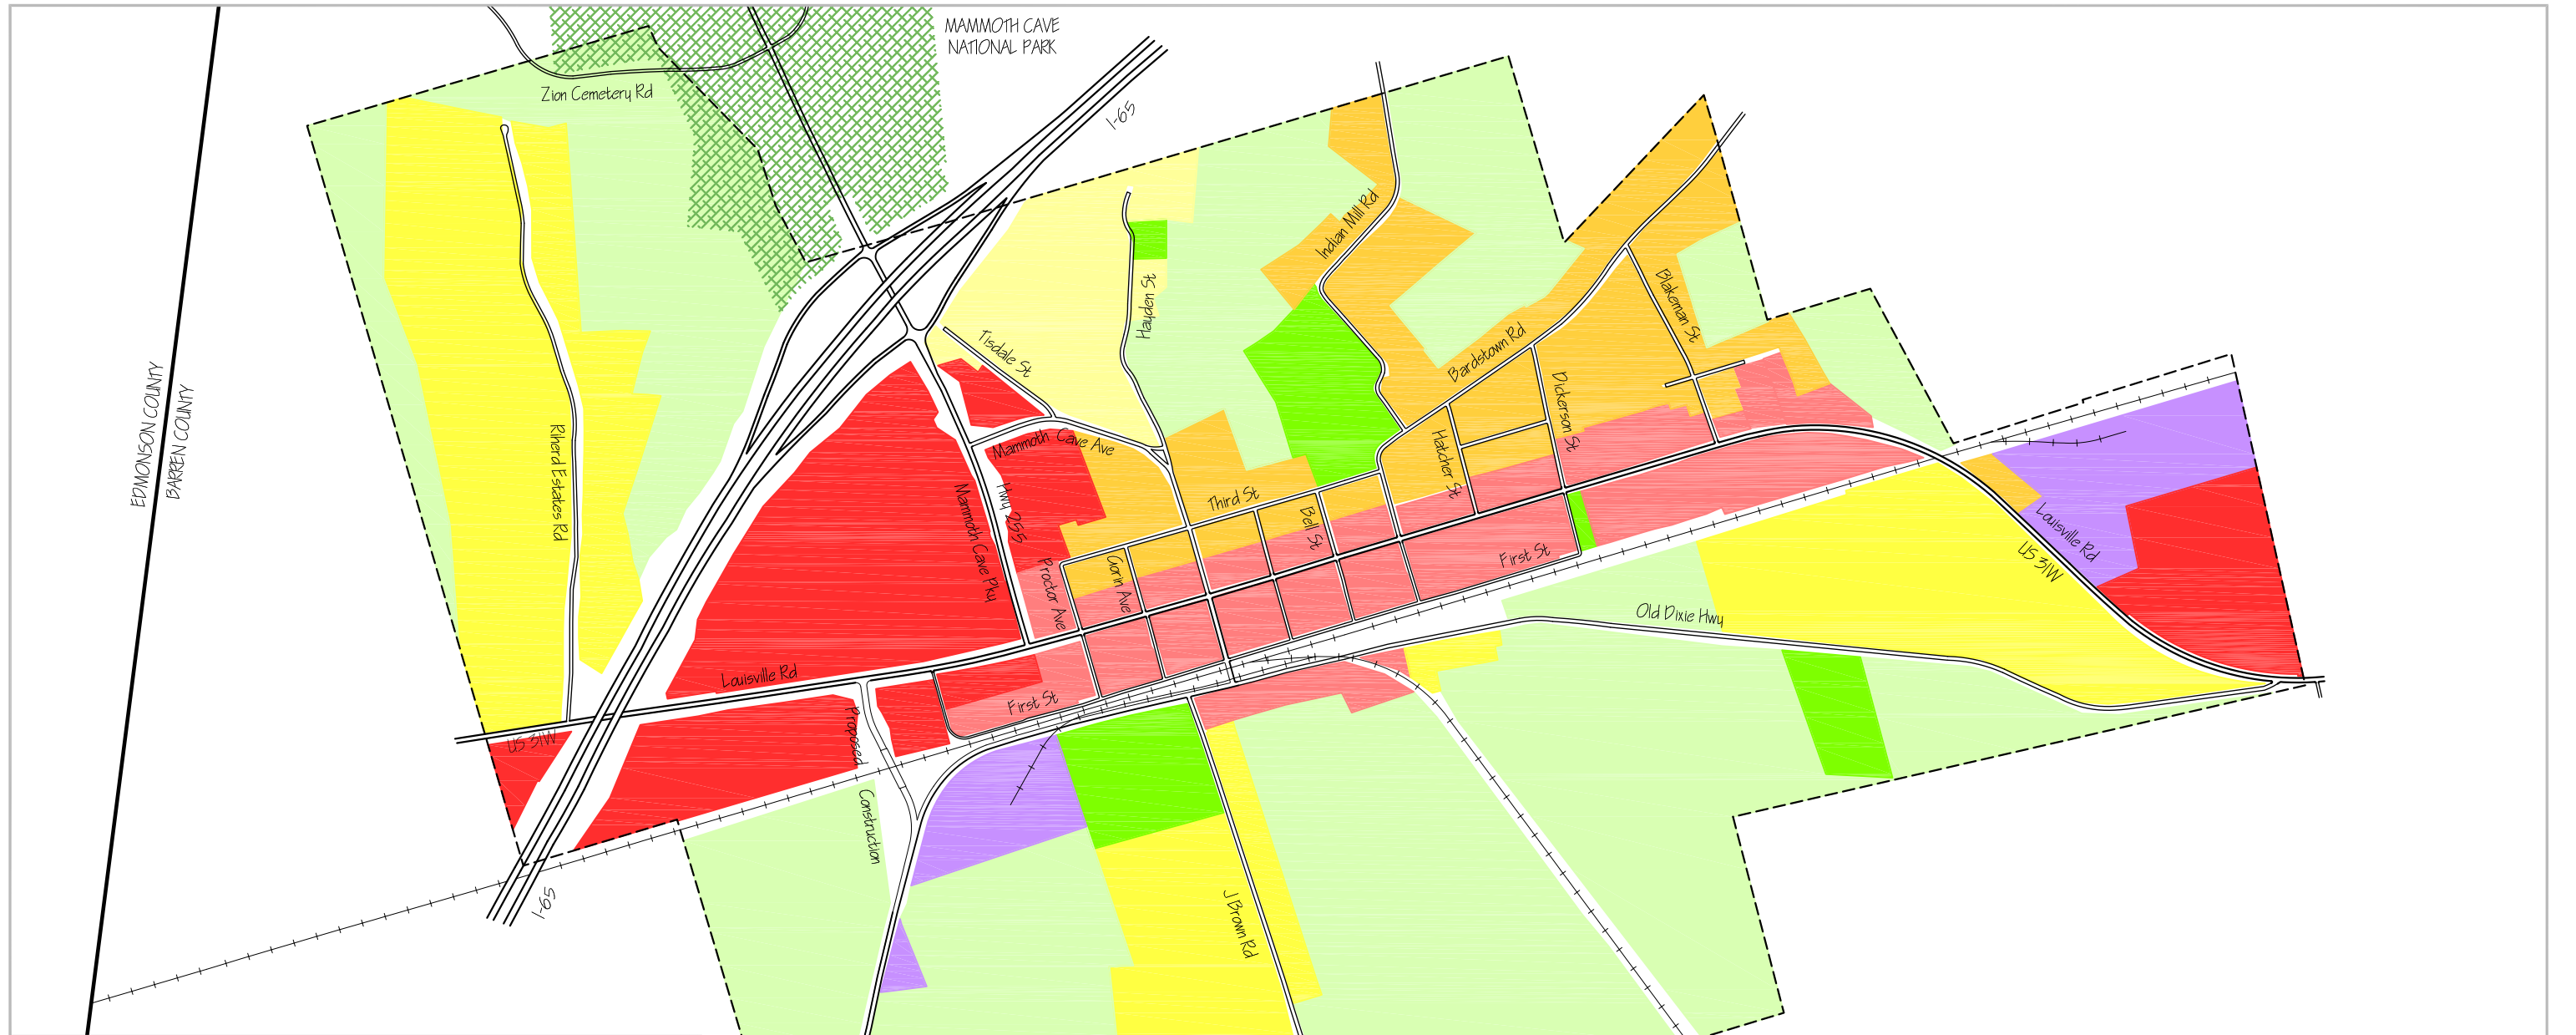 MAMMOTH CAVE
NATIONAL PARK
Zion Cemetery Rd
I-65
Indian Mill Rd
Hayden St
Tisdale St
Blakeman St
Bardstown Rd
EDMONSON COUNTY
BARREN COUNTY
Riherd Estates Rd
Mammoth Cave Ave
Dickerson St
Hatcher St
Hwy 255
Mammoth Cave Pky
Third St
Bell St
Proctor Ave
Gorin Ave
First St
Louisville Rd
US 31W
Old Dixie Hwy
Louisville Rd
First St
US 31W
Proposed
Construction
I-65
J Brown Rd